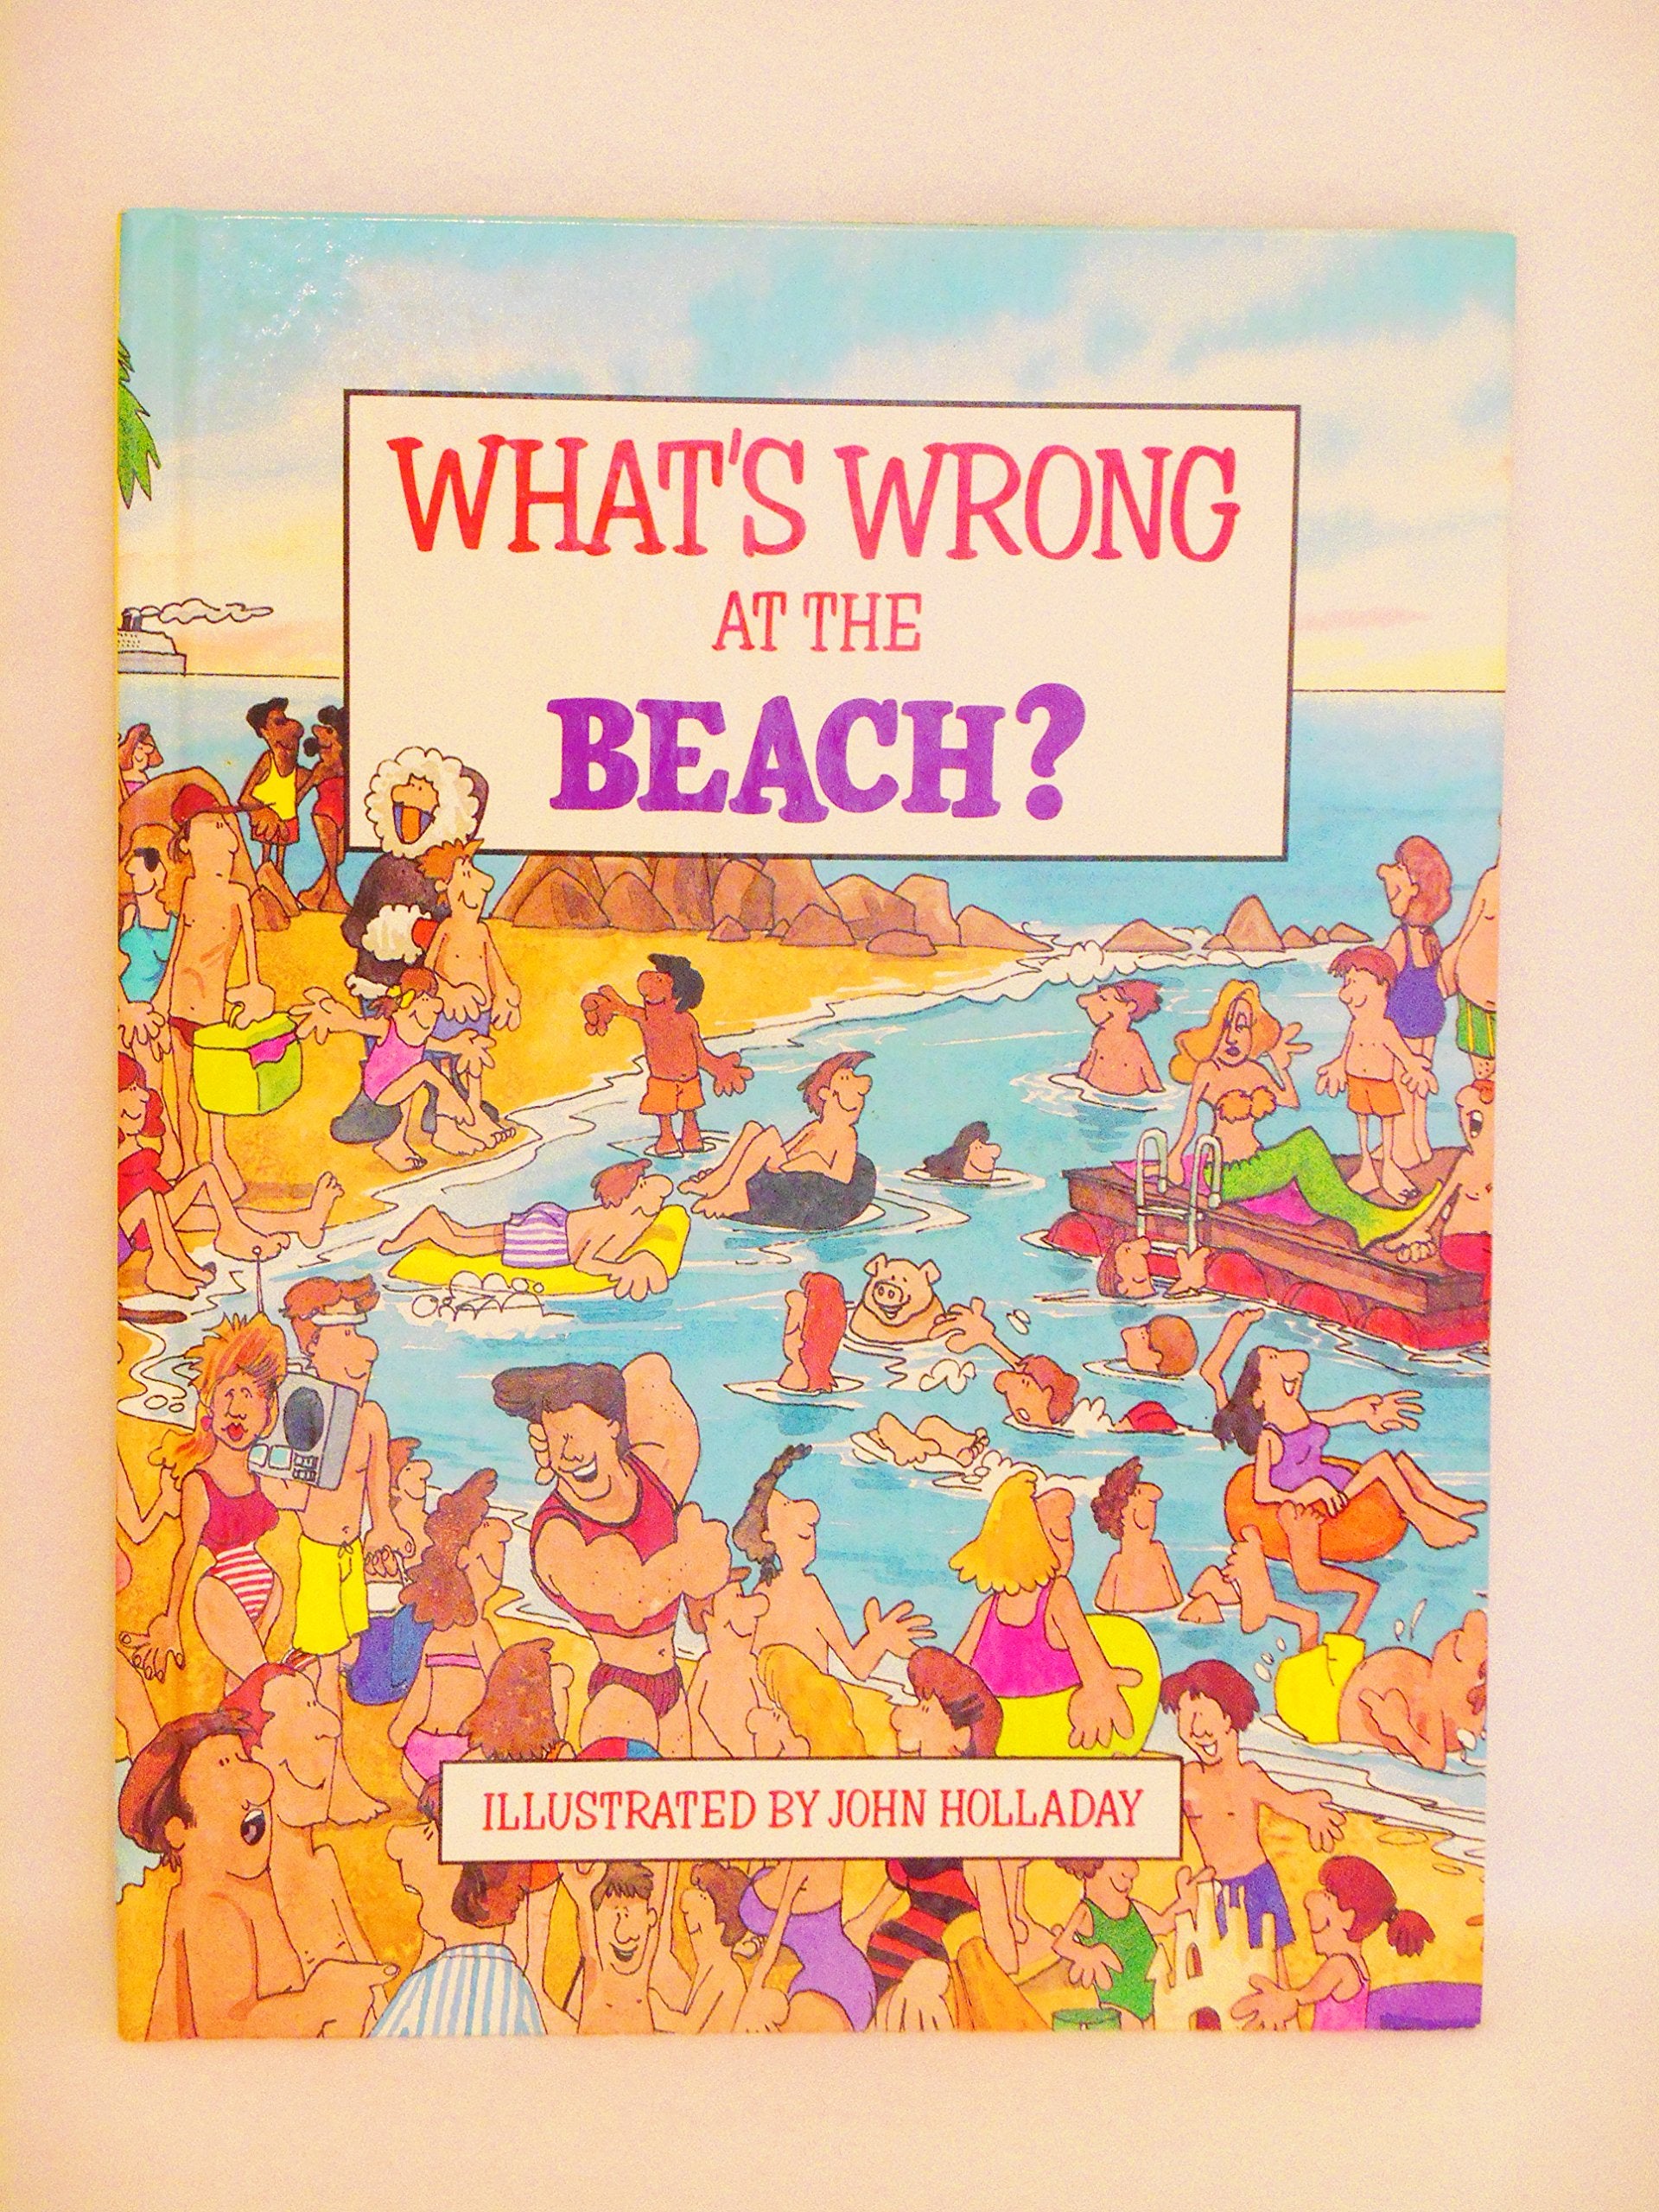 WHAT'S WRONG
AT THE
BEACH?
ILLUSTRATED BY JOHN HOLLADAY